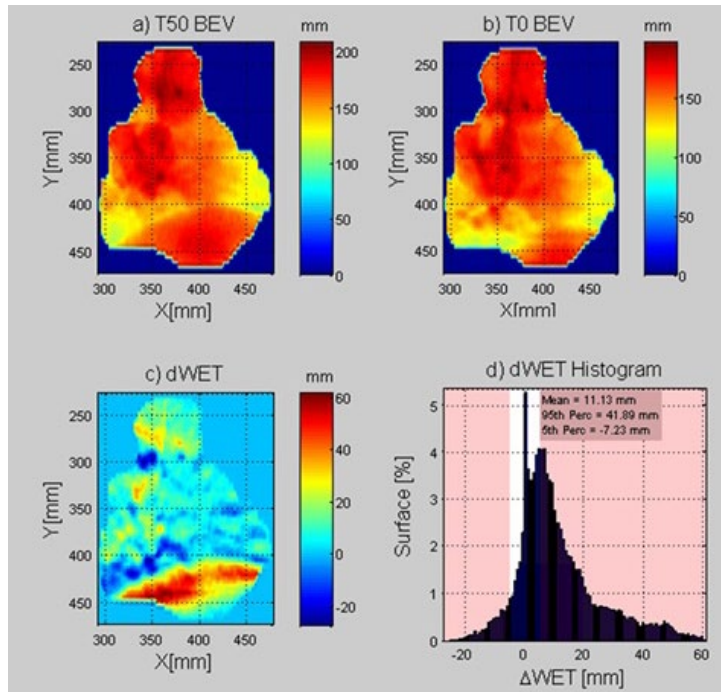 a) T50 BEV
mm
b) T0 BEV
mm
250
300
350
400
450
Y[mm]
300
350
400
450
X[mm]
200
150
100
50
0
250
300
350
400
450
Y[mm]
300
350
400
450
X[mm]
150
100
50
0
c) dWET
mm
d) dWET Histogram
250
300
350
400
450
Y[mm]
300
350
400
450
X[mm]
60
40
20
0
-20
Mean = 11.13 mm
95th Perc = 41.89 mm
5th Perc = -7.23 mm
5
4
3
2
1
0
Surface [%]
-20
0
20
40
60
ΔWET [mm]